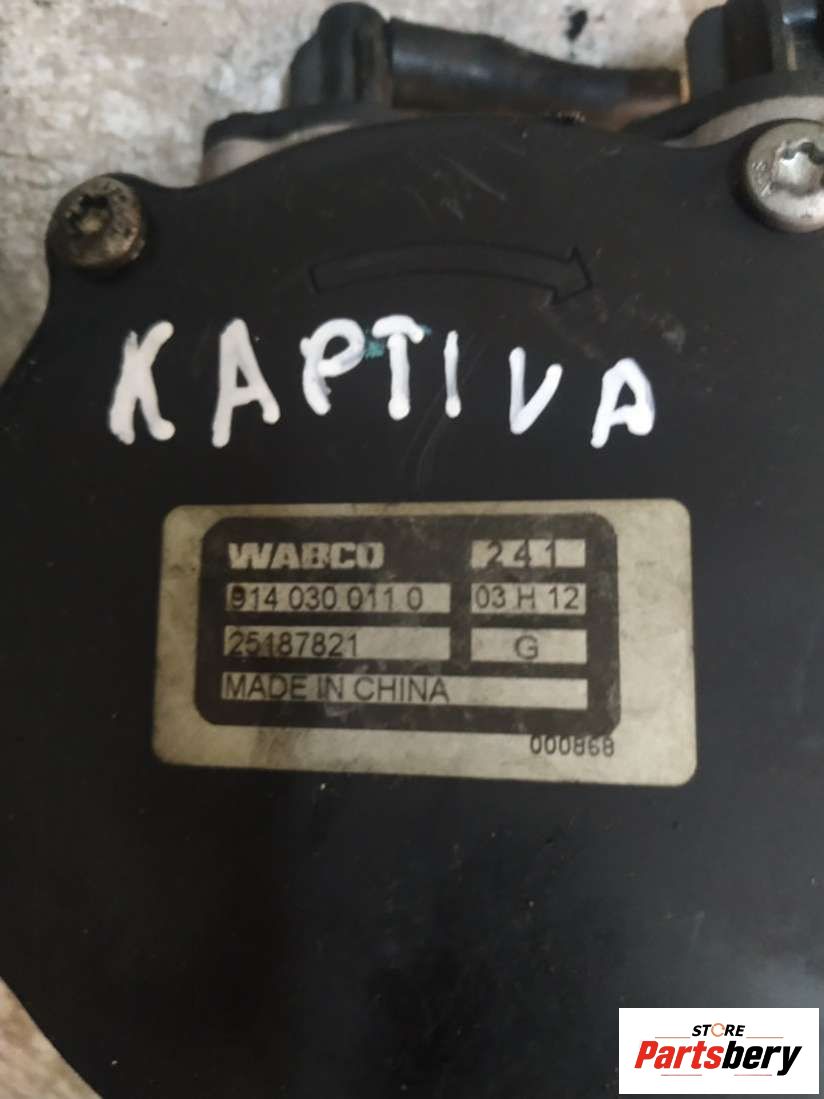 KAPTIVA
WABCO 241
914 030 011 0 03 H 12
25187821 G
MADE IN CHINA
000868
STORE
Partsbery